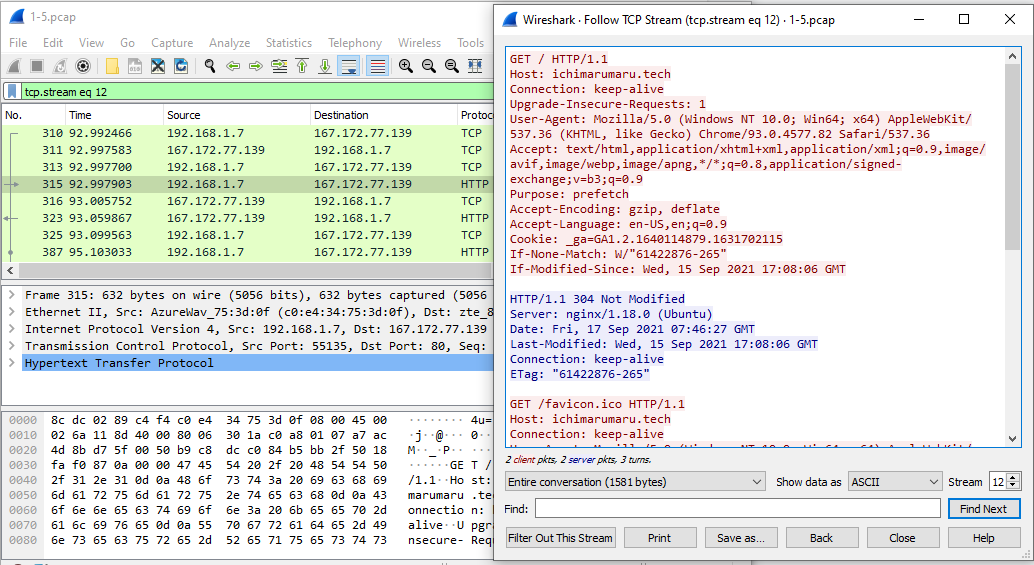 1-5.pcap
File Edit View Go Capture Analyze Statistics Telephony Wireless Tools
tcp.stream eq 12
No. Time Source Destination Protoco
310 92.992466 192.168.1.7 167.172.77.139 TCP
311 92.997583 167.172.77.139 192.168.1.7 TCP
313 92.997700 192.168.1.7 167.172.77.139 TCP
315 92.997903 192.168.1.7 167.172.77.139 HTTP
316 93.005752 167.172.77.139 192.168.1.7 TCP
323 93.059867 167.172.77.139 192.168.1.7 HTTP
325 93.099563 192.168.1.7 167.172.77.139 TCP
387 95.103033 192.168.1.7 167.172.77.139 HTTP
Frame 315: 632 bytes on wire (5056 bits), 632 bytes captured (5056
Ethernet II, Src: AzureWav_75:3d:0f (c0:e4:34:75:3d:0f), Dst: zte_8
Internet Protocol Version 4, Src: 192.168.1.7, Dst: 167.172.77.139
Transmission Control Protocol, Src Port: 55135, Dst Port: 80, Seq:
Hypertext Transfer Protocol
0000 8c dc 02 89 c4 f4 c0 e4 34 75 3d 0f 08 00 45 00 ········ 4u=·
0010 02 6a 11 8d 40 00 80 06 30 1a c0 a8 01 07 a7 ac ·j··@··· 0···
0020 4d 8b d7 5f 00 50 b9 c8 dc c0 84 b5 bb 2f 50 18 M··_·P··
0030 fa f0 87 0a 00 00 47 45 54 20 2f 20 48 54 54 50 ······GE T /
0040 2f 31 2e 31 0d 0a 48 6f 73 74 3a 20 69 63 68 69 /1.1··Ho st:
0050 6d 61 72 75 6d 61 72 75 2e 74 65 63 68 0d 0a 43 marumaru .tec
0060 6f 6e 6e 65 63 74 69 6f 6e 3a 20 6b 65 65 70 2d onnectio n: k
0070 61 6c 69 76 65 0d 0a 55 70 67 72 61 64 65 2d 49 alive··U pgra
0080 6e 73 65 63 75 72 65 2d 52 65 71 75 65 73 74 73 nsecure- Requ
Wireshark · Follow TCP Stream (tcp.stream eq 12) · 1-5.pcap
GET / HTTP/1.1
Host: ichimarumaru.tech
Connection: keep-alive
Upgrade-Insecure-Requests: 1
User-Agent: Mozilla/5.0 (Windows NT 10.0; Win64; x64) AppleWebKit/
537.36 (KHTML, like Gecko) Chrome/93.0.4577.82 Safari/537.36
Accept: text/html,application/xhtml+xml,application/xml;q=0.9,image/
avif,image/webp,image/apng,*/*;q=0.8,application/signed-
exchange;v=b3;q=0.9
Purpose: prefetch
Accept-Encoding: gzip, deflate
Accept-Language: en-US,en;q=0.9
Cookie: _ga=GA1.2.1640114879.1631702115
If-None-Match: W/"61422876-265"
If-Modified-Since: Wed, 15 Sep 2021 17:08:06 GMT
HTTP/1.1 304 Not Modified
Server: nginx/1.18.0 (Ubuntu)
Date: Fri, 17 Sep 2021 07:46:27 GMT
Last-Modified: Wed, 15 Sep 2021 17:08:06 GMT
Connection: keep-alive
ETag: "61422876-265"
GET /favicon.ico HTTP/1.1
Host: ichimarumaru.tech
Connection: keep-alive
2 client pkts, 2 server pkts, 3 turns.
Entire conversation (1581 bytes) Show data as ASCII Stream 12
Find: Find Next
Filter Out This Stream Print Save as... Back Close Help